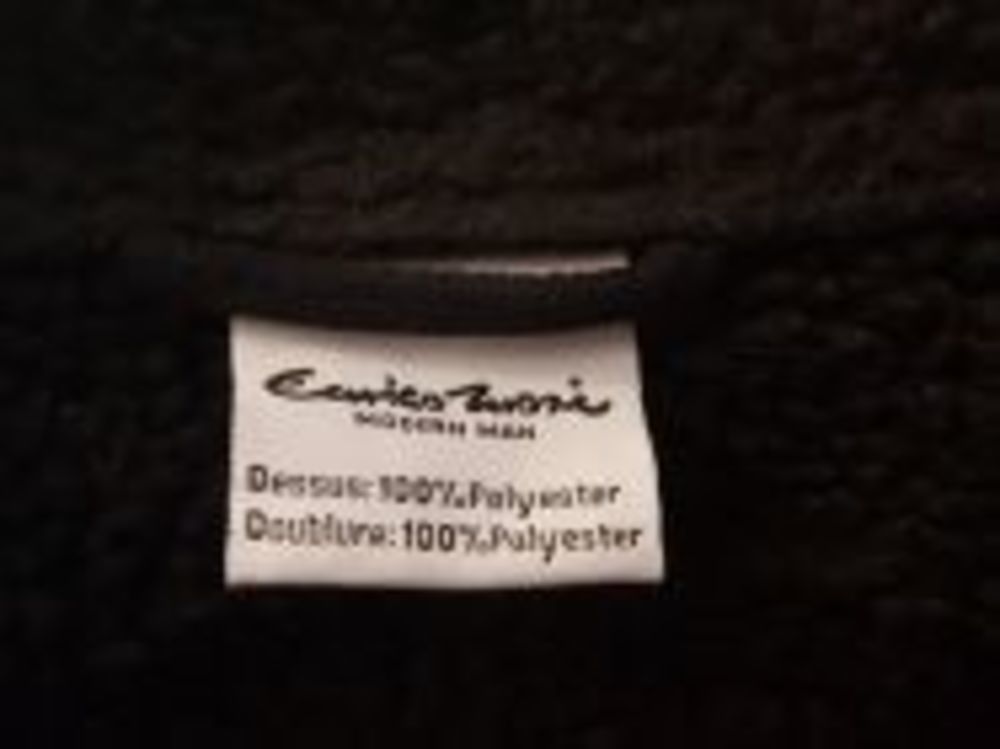 MODERN MAN
Dessus: 100% Polyester
Doublure: 100% Polyester